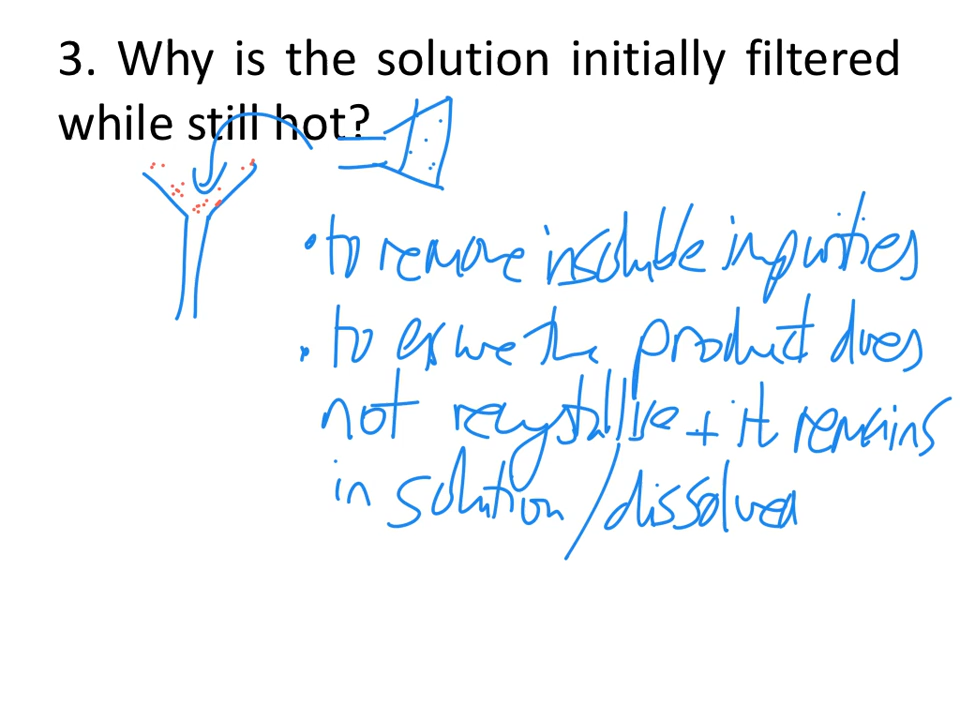 3. Why is the solution initially filtered
while still hot?
• to remove insoluble impurities
• to ensure the product does
not recystallise + it remains
in solution/dissolved